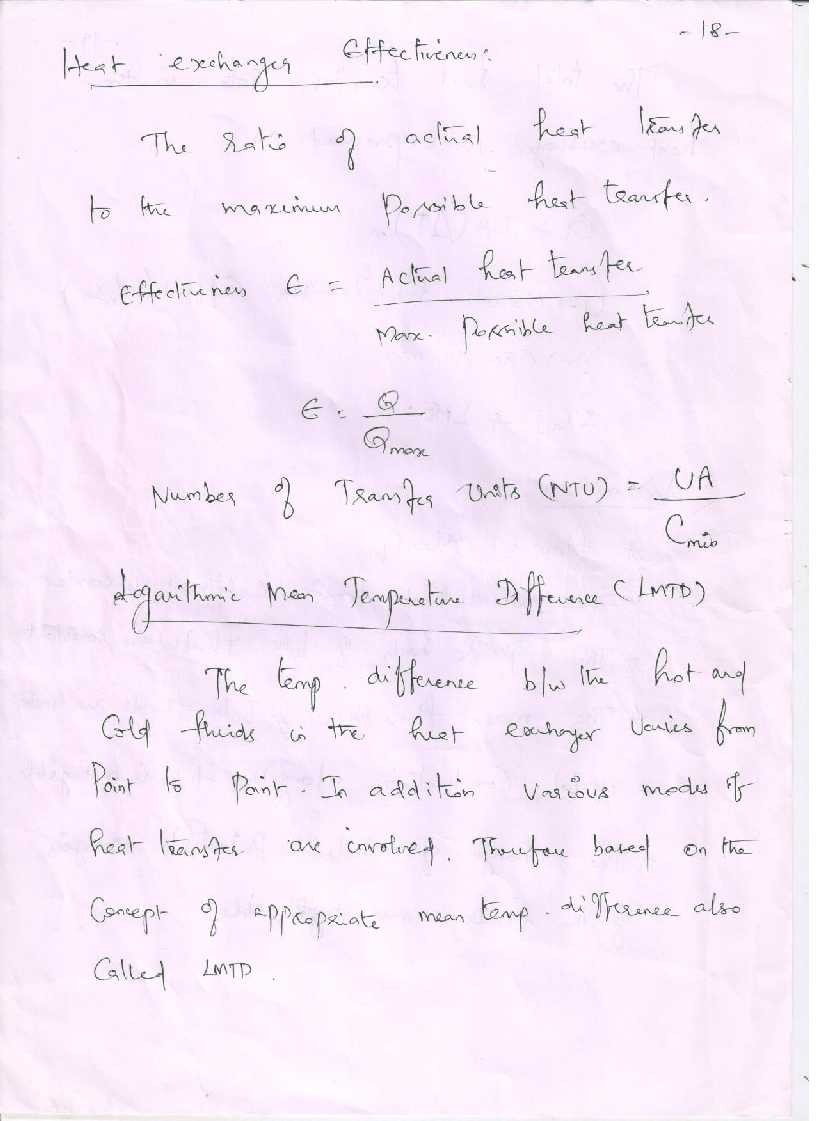 -18-
Heat exchanger Effectiveness:
The ratio of actual heat transfer
to the maximum possible heat transfer.
Effectiveness ε = Actual heat transfer
Max. Possible heat transfer
ε = Q
Qmax
Number of Transfer Units (NTU) = UA
Cmin
Logarithmic Mean Temperature Difference (LMTD)
The temp. difference b/w the hot and
Cold fluids in the heat exchanger varies from
Point to Point. In addition various modes of
heat transfer are involved. Therefore based on the
Concept of appropriate mean temp. difference also
Called LMTD.